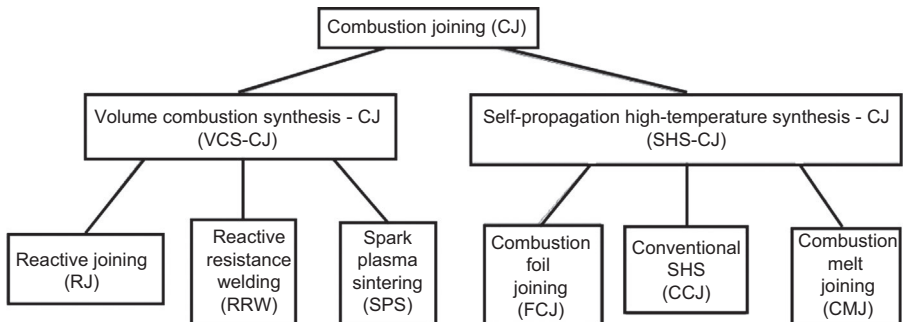 Combustion joining (CJ)
Volume combustion synthesis - CJ
(VCS-CJ)
Self-propagation high-temperature synthesis - CJ
(SHS-CJ)
Reactive joining
(RJ)
Reactive
resistance
welding
(RRW)
Spark
plasma
sintering
(SPS)
Combustion
foil
joining
(FCJ)
Conventional
SHS
(CCJ)
Combustion
melt
joining
(CMJ)